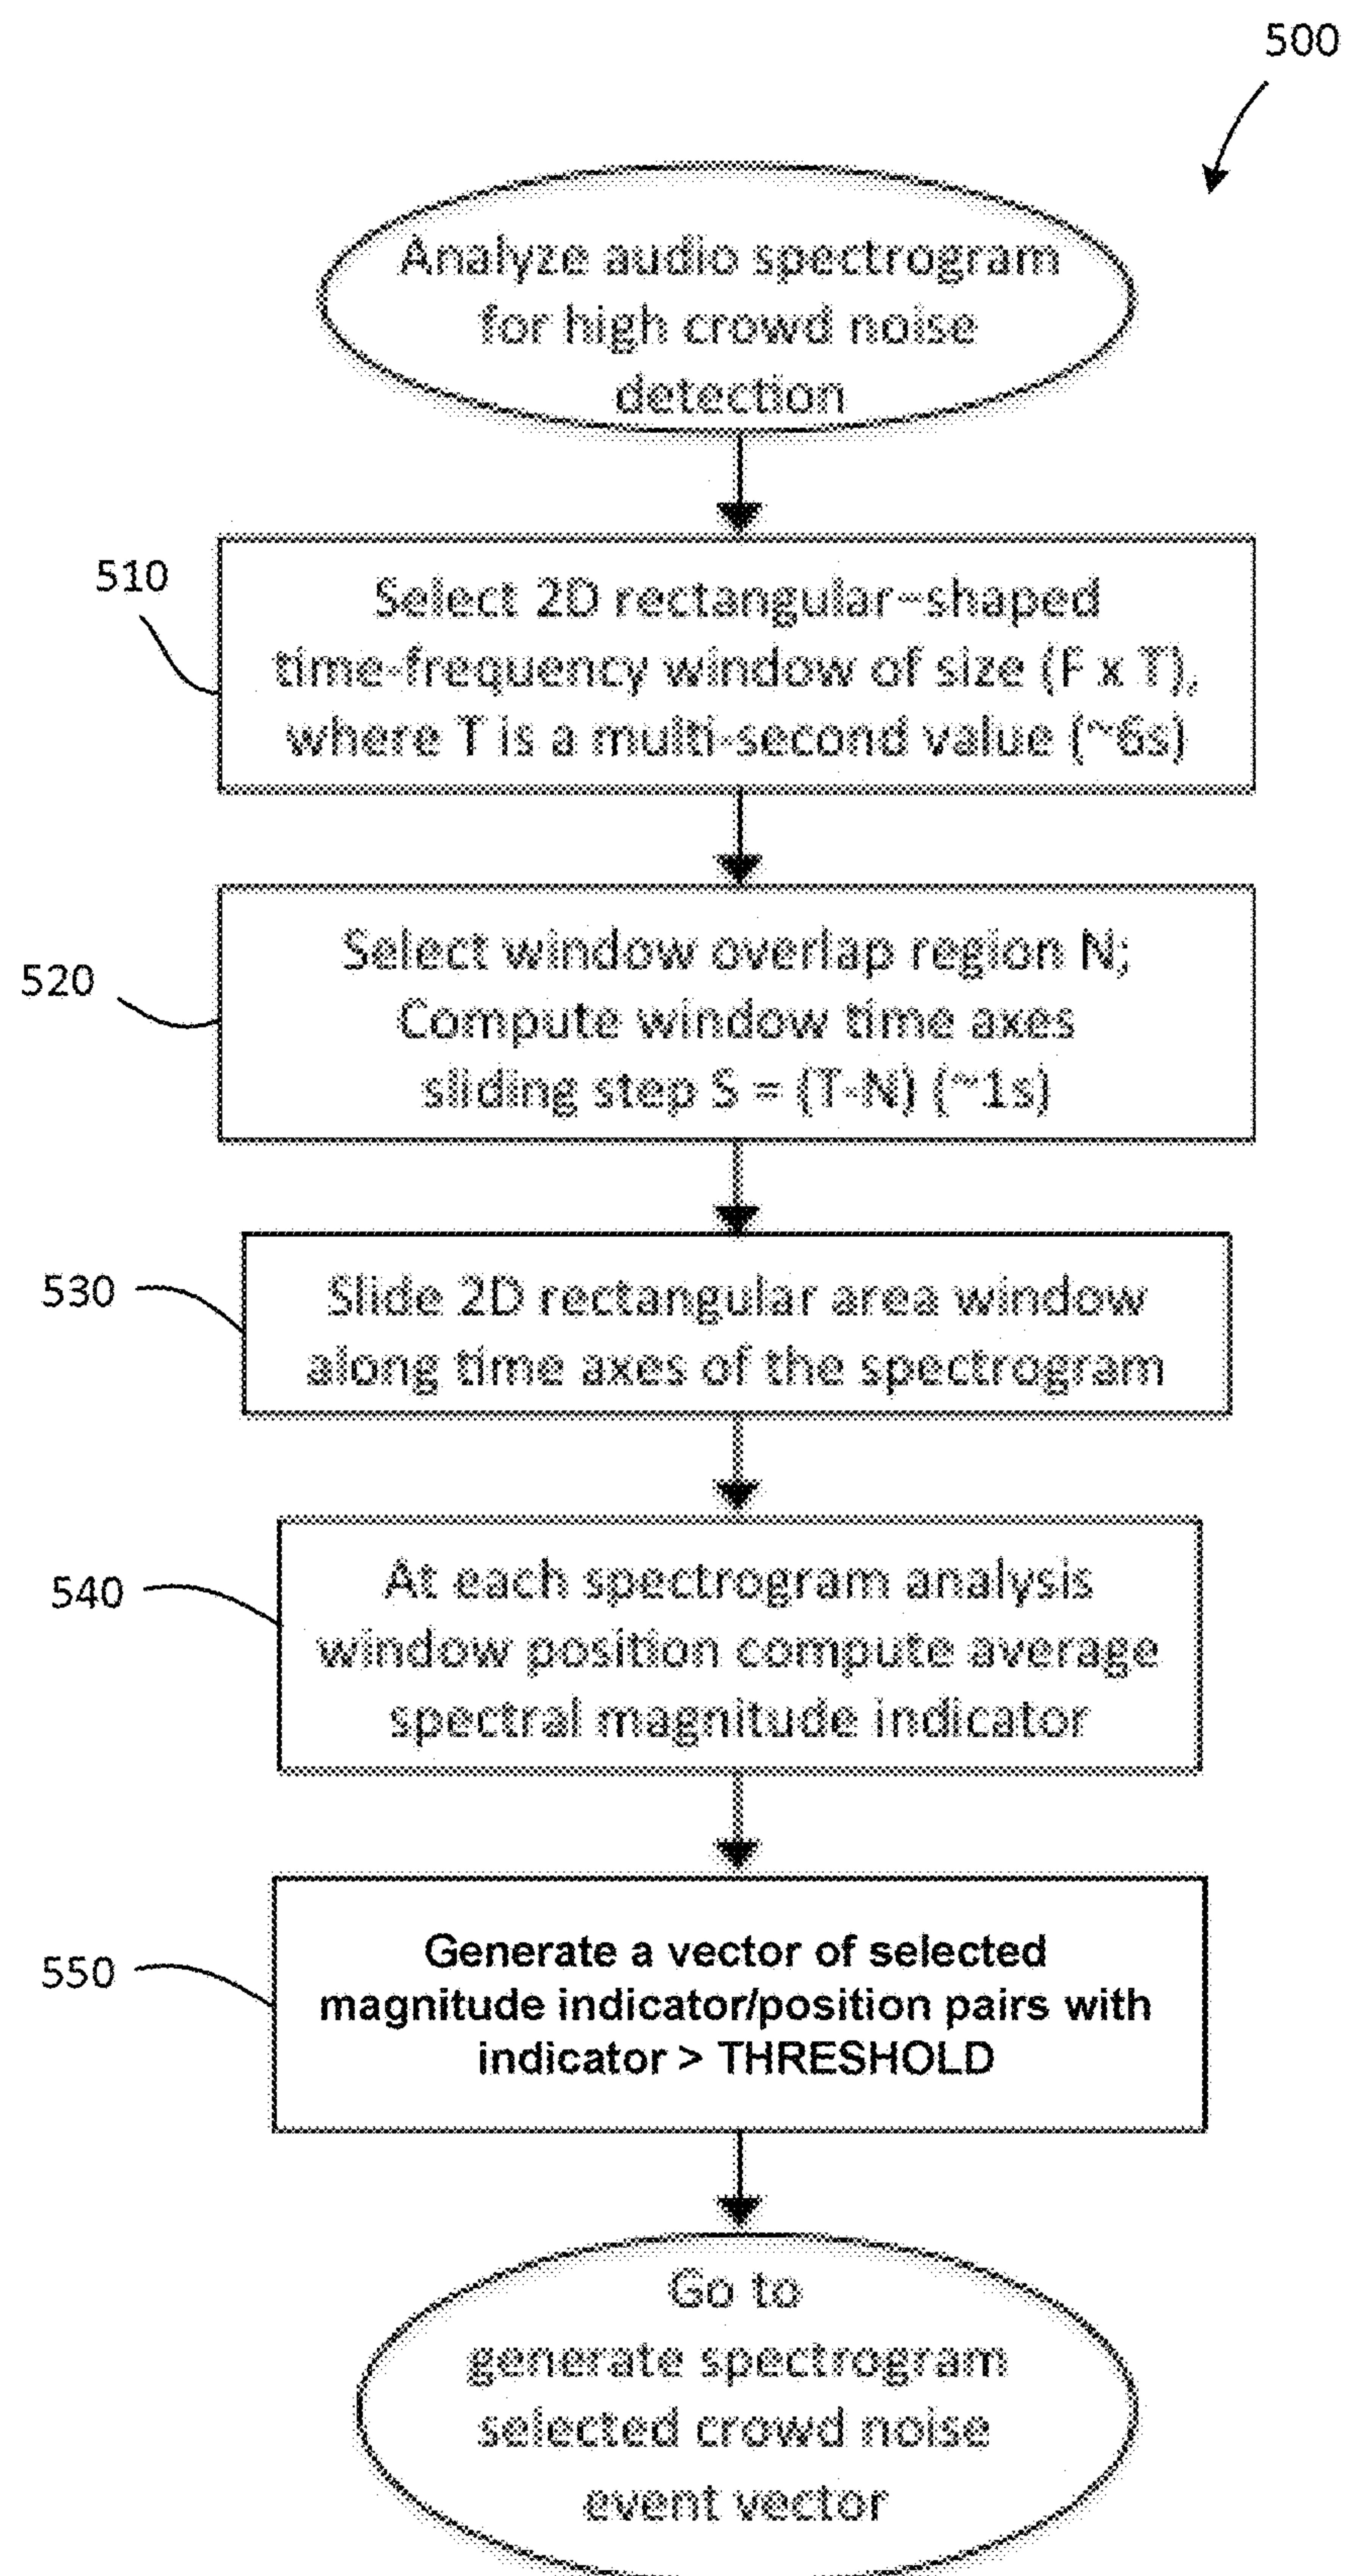 500
Analyze audio spectrogram
for high crowd noise
detection
510
Select 2D rectangular-shaped
time-frequency window of size (F x T),
where T is a multi-second value (~6s)
520
Select window overlap region N;
Compute window time axes
sliding step S = (T-N) (~1s)
530
Slide 2D rectangular area window
along time axes of the spectrogram
540
At each spectrogram analysis
window position compute average
spectral magnitude indicator
550
Generate a vector of selected
magnitude indicator/position pairs with
indicator > THRESHOLD
Go to
generate spectrogram
selected crowd noise
event vector